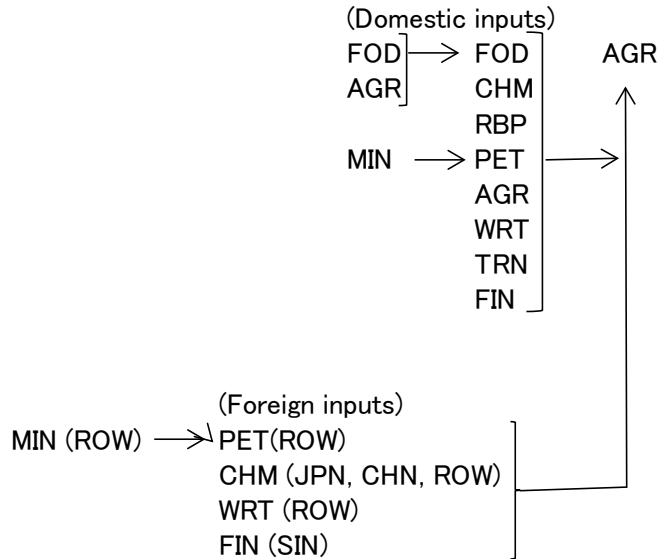 (Domestic inputs)
FOD FOD AGR
AGR CHM
RBP
MIN PET
AGR
WRT
TRN
FIN
(Foreign inputs)
MIN (ROW) PET(ROW)
CHM (JPN, CHN, ROW)
WRT (ROW)
FIN (SIN)